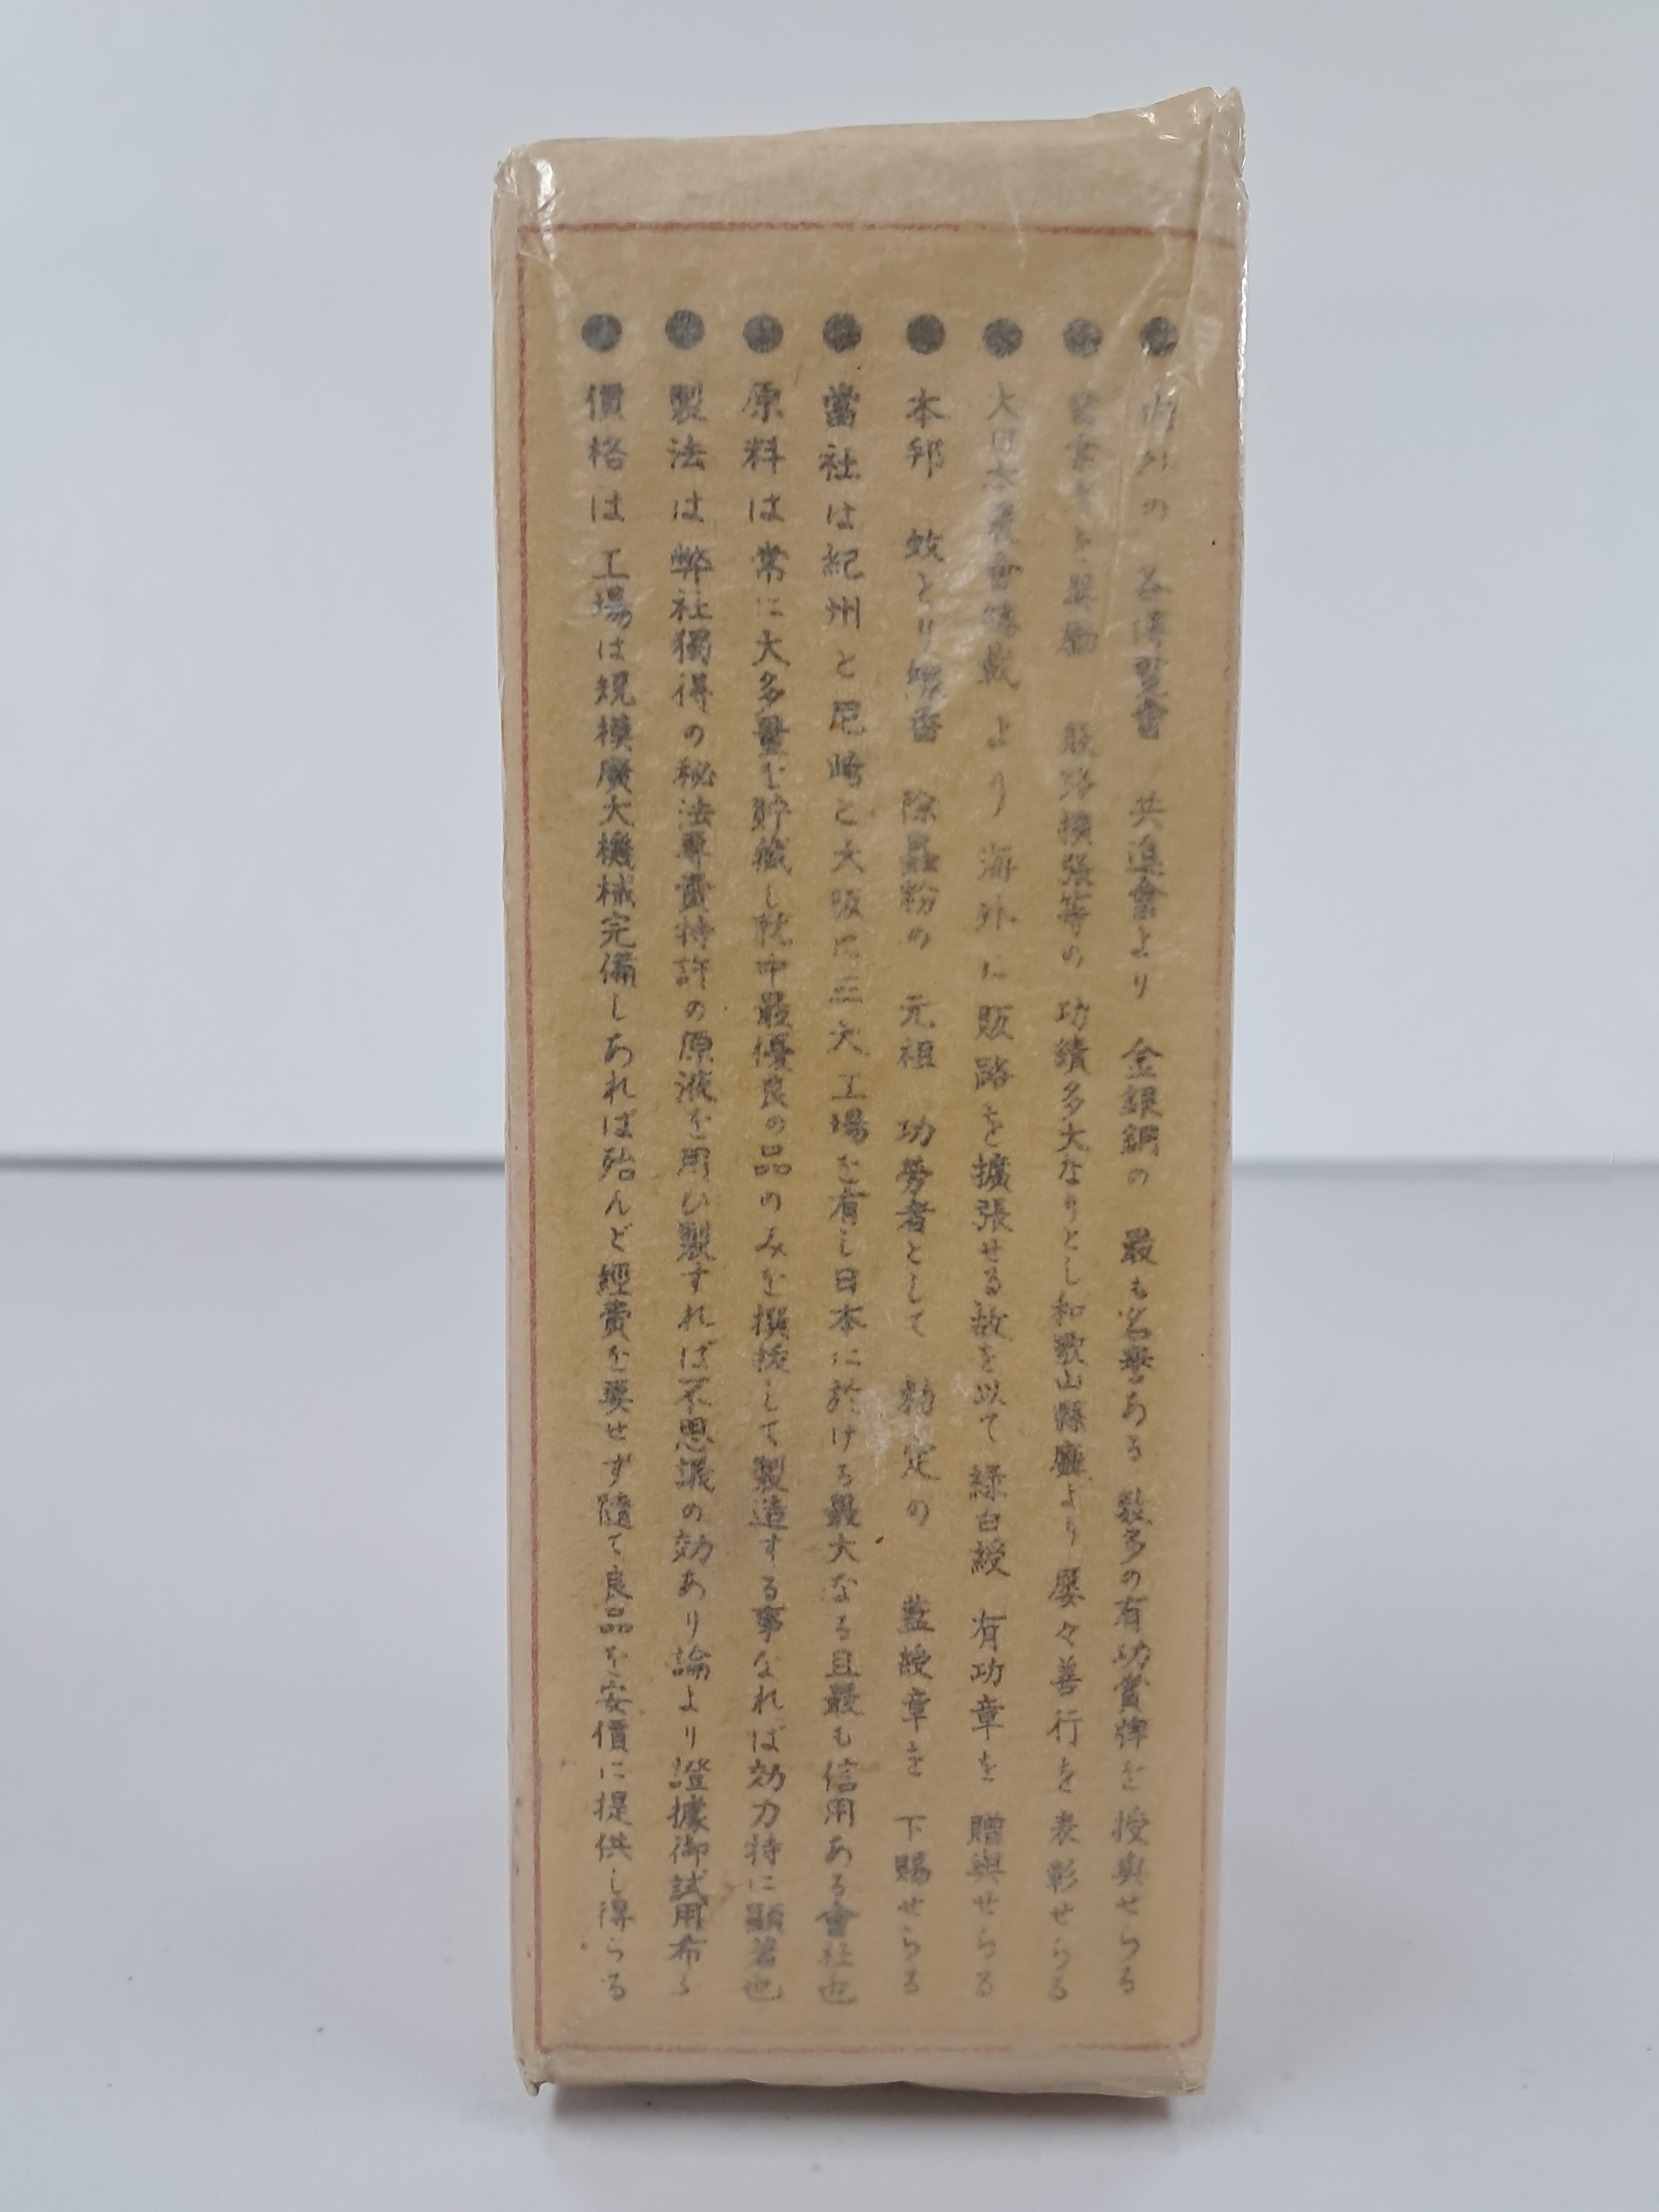 ●内外の 各博覽會 共進會より 金銀銅の 最も名譽ある 數多の有功賞牌を 授與せらる
● を奬勵 販路擴張等の 功績多大なりとし和歌山縣廳より屡々善行を表彰せらる
●大日本農會總裁 より 海外に販路を擴張せる故を以て緑白綬 有功章を 贈與せらる
●本邦 蚊とり線香 除蟲粉の 元祖 功勞者として 勅定の 藍綬章を 下賜せらる
●當社は紀州と尼崎と大阪に三大工場を有し日本に於ける最大なる且最も信用ある會社也
●原料は常に大多量を貯藏し就中最優良の品のみを撰拔して製造する事なれば効力特に顯著也
●製法は弊社獨得の秘法專賣特許の原液を用ひ製すれば不思議の効あり論より證據御試用希ふ
●價格は工場は規模廣大機械完備しあれば殆んど經費を要せず隨て良品を安價に提供し得らる